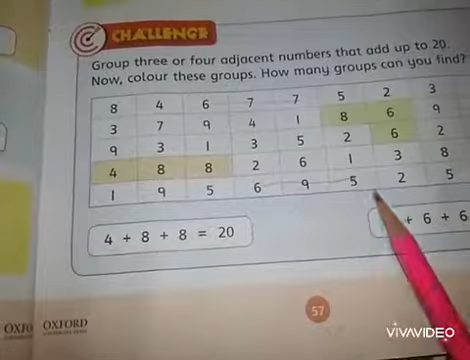 CHALLENGE
Group three or four adjacent numbers that add up to 20.
Now, colour these groups. How many groups can you find?
8 4 6 7 7 5 2 3
3 7 9 4 1 8 6 9
9 3 1 3 5 2 6 2
4 8 8 2 6 1 3 8
1 9 5 6 9 5 2 5
4 + 8 + 8 = 20
+ 6 + 6
57
OXFORD
VIVAVIDEO